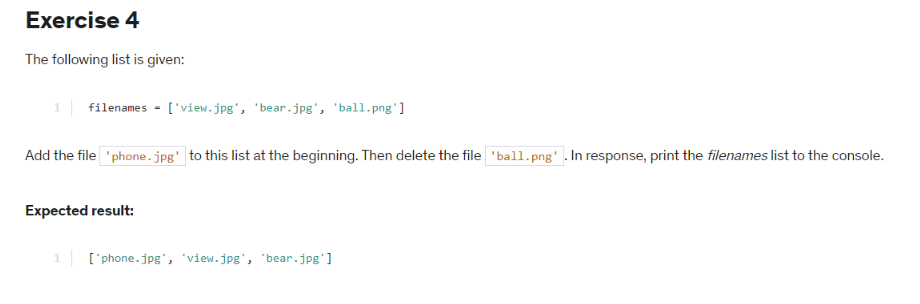 Exercise 4
The following list is given:
1 filenames = ['view.jpg', 'bear.jpg', 'ball.png']
Add the file 'phone.jpg' to this list at the beginning. Then delete the file 'ball.png'. In response, print the filenames list to the console.
Expected result:
1 ['phone.jpg', 'view.jpg', 'bear.jpg']